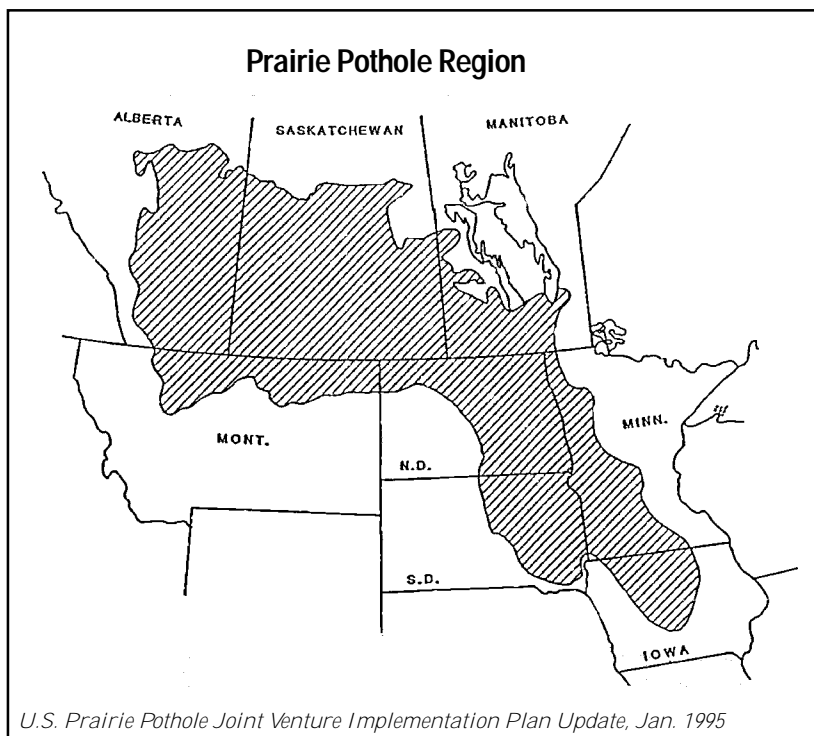 Prairie Pothole Region
ALBERTA
SASKATCHEWAN
MANITOBA
MONT.
MINN.
N.D.
S.D.
IOWA
U.S. Prairie Pothole Joint Venture Implementation Plan Update, Jan. 1995